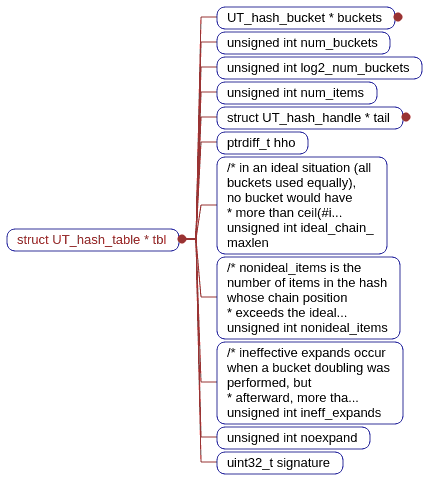 UT_hash_bucket * buckets
unsigned int num_buckets
unsigned int log2_num_buckets
unsigned int num_items
struct UT_hash_handle * tail
ptrdiff_t hho
/* in an ideal situation (all
buckets used equally),
no bucket would have
* more than ceil(#i...
unsigned int ideal_chain_
maxlen
struct UT_hash_table * tbl
/* nonideal_items is the
number of items in the hash
whose chain position
* exceeds the ideal...
unsigned int nonideal_items
/* ineffective expands occur
when a bucket doubling was
performed, but
* afterward, more tha...
unsigned int ineff_expands
unsigned int noexpand
uint32_t signature